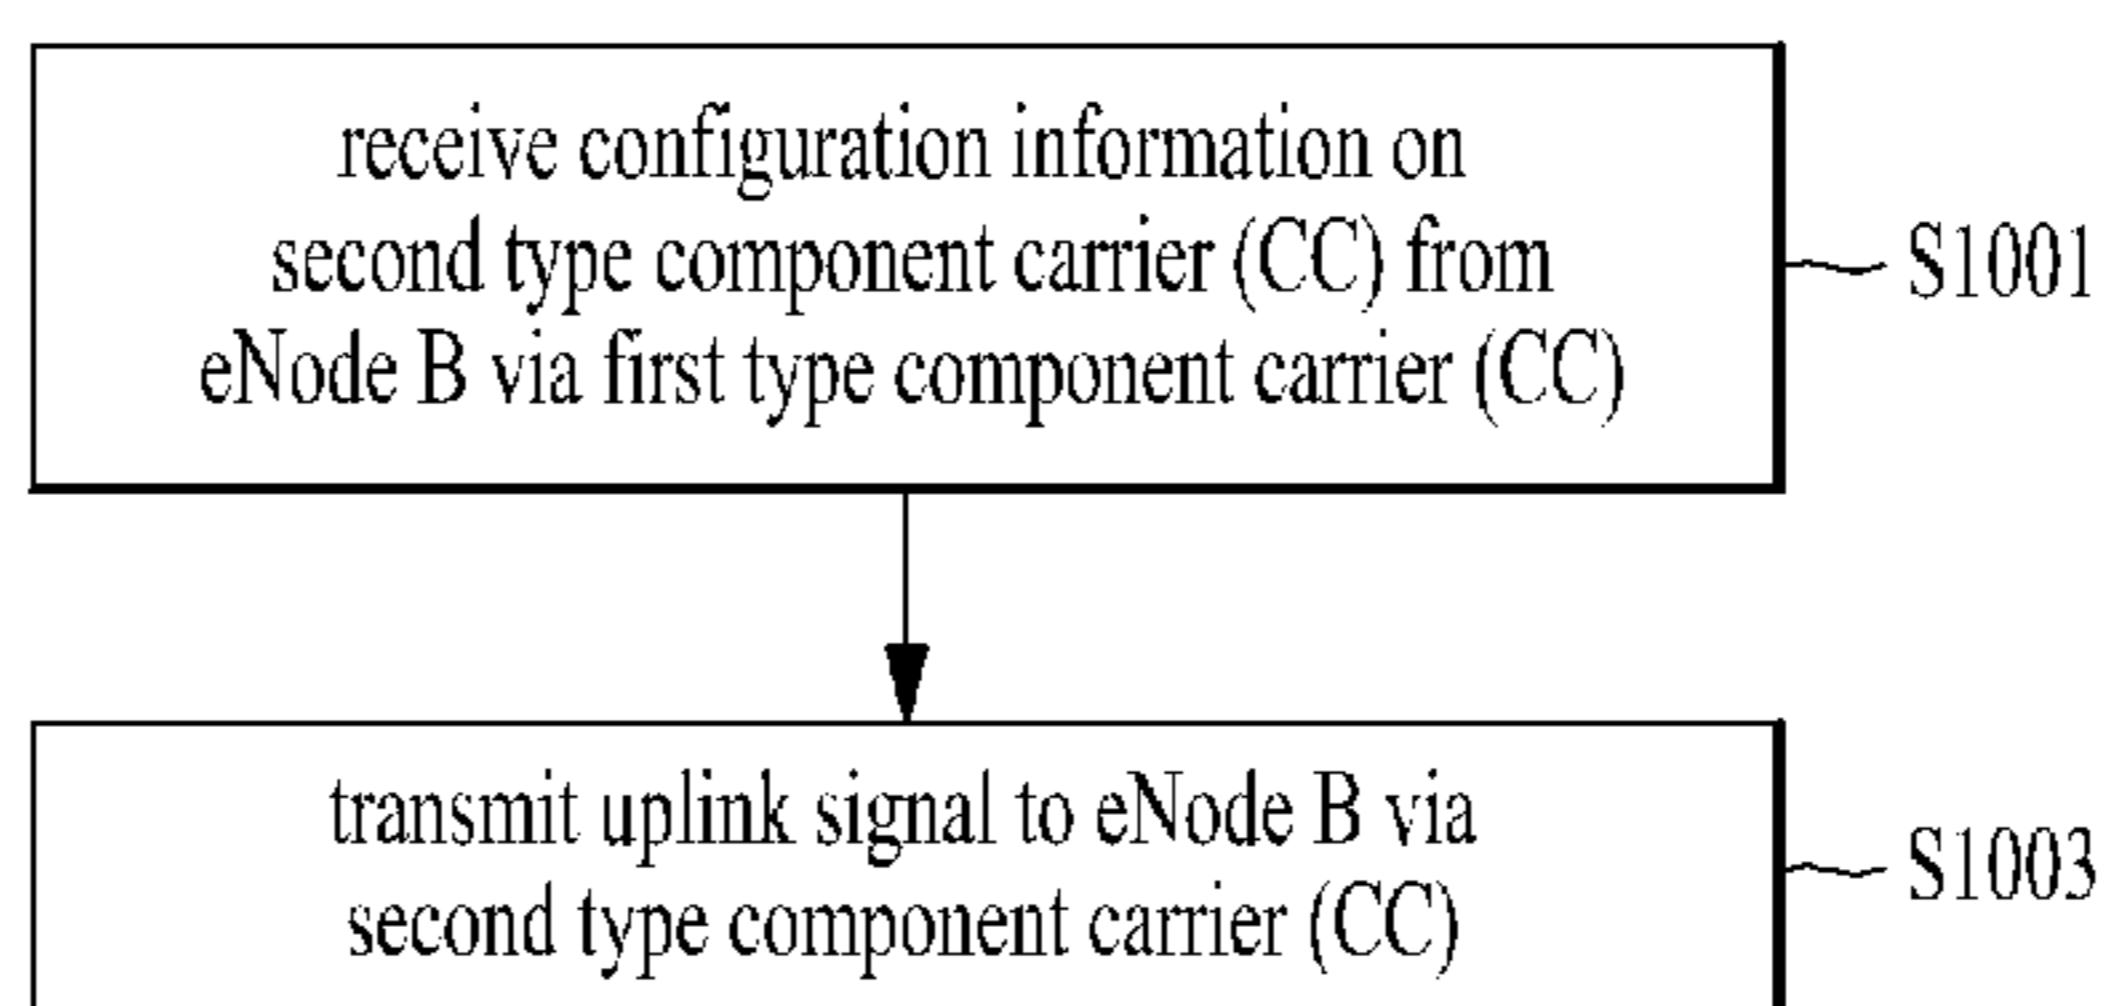 receive configuration information on
second type component carrier (CC) from
eNode B via first type component carrier (CC)
S1001
transmit uplink signal to eNode B via
second type component carrier (CC)
S1003